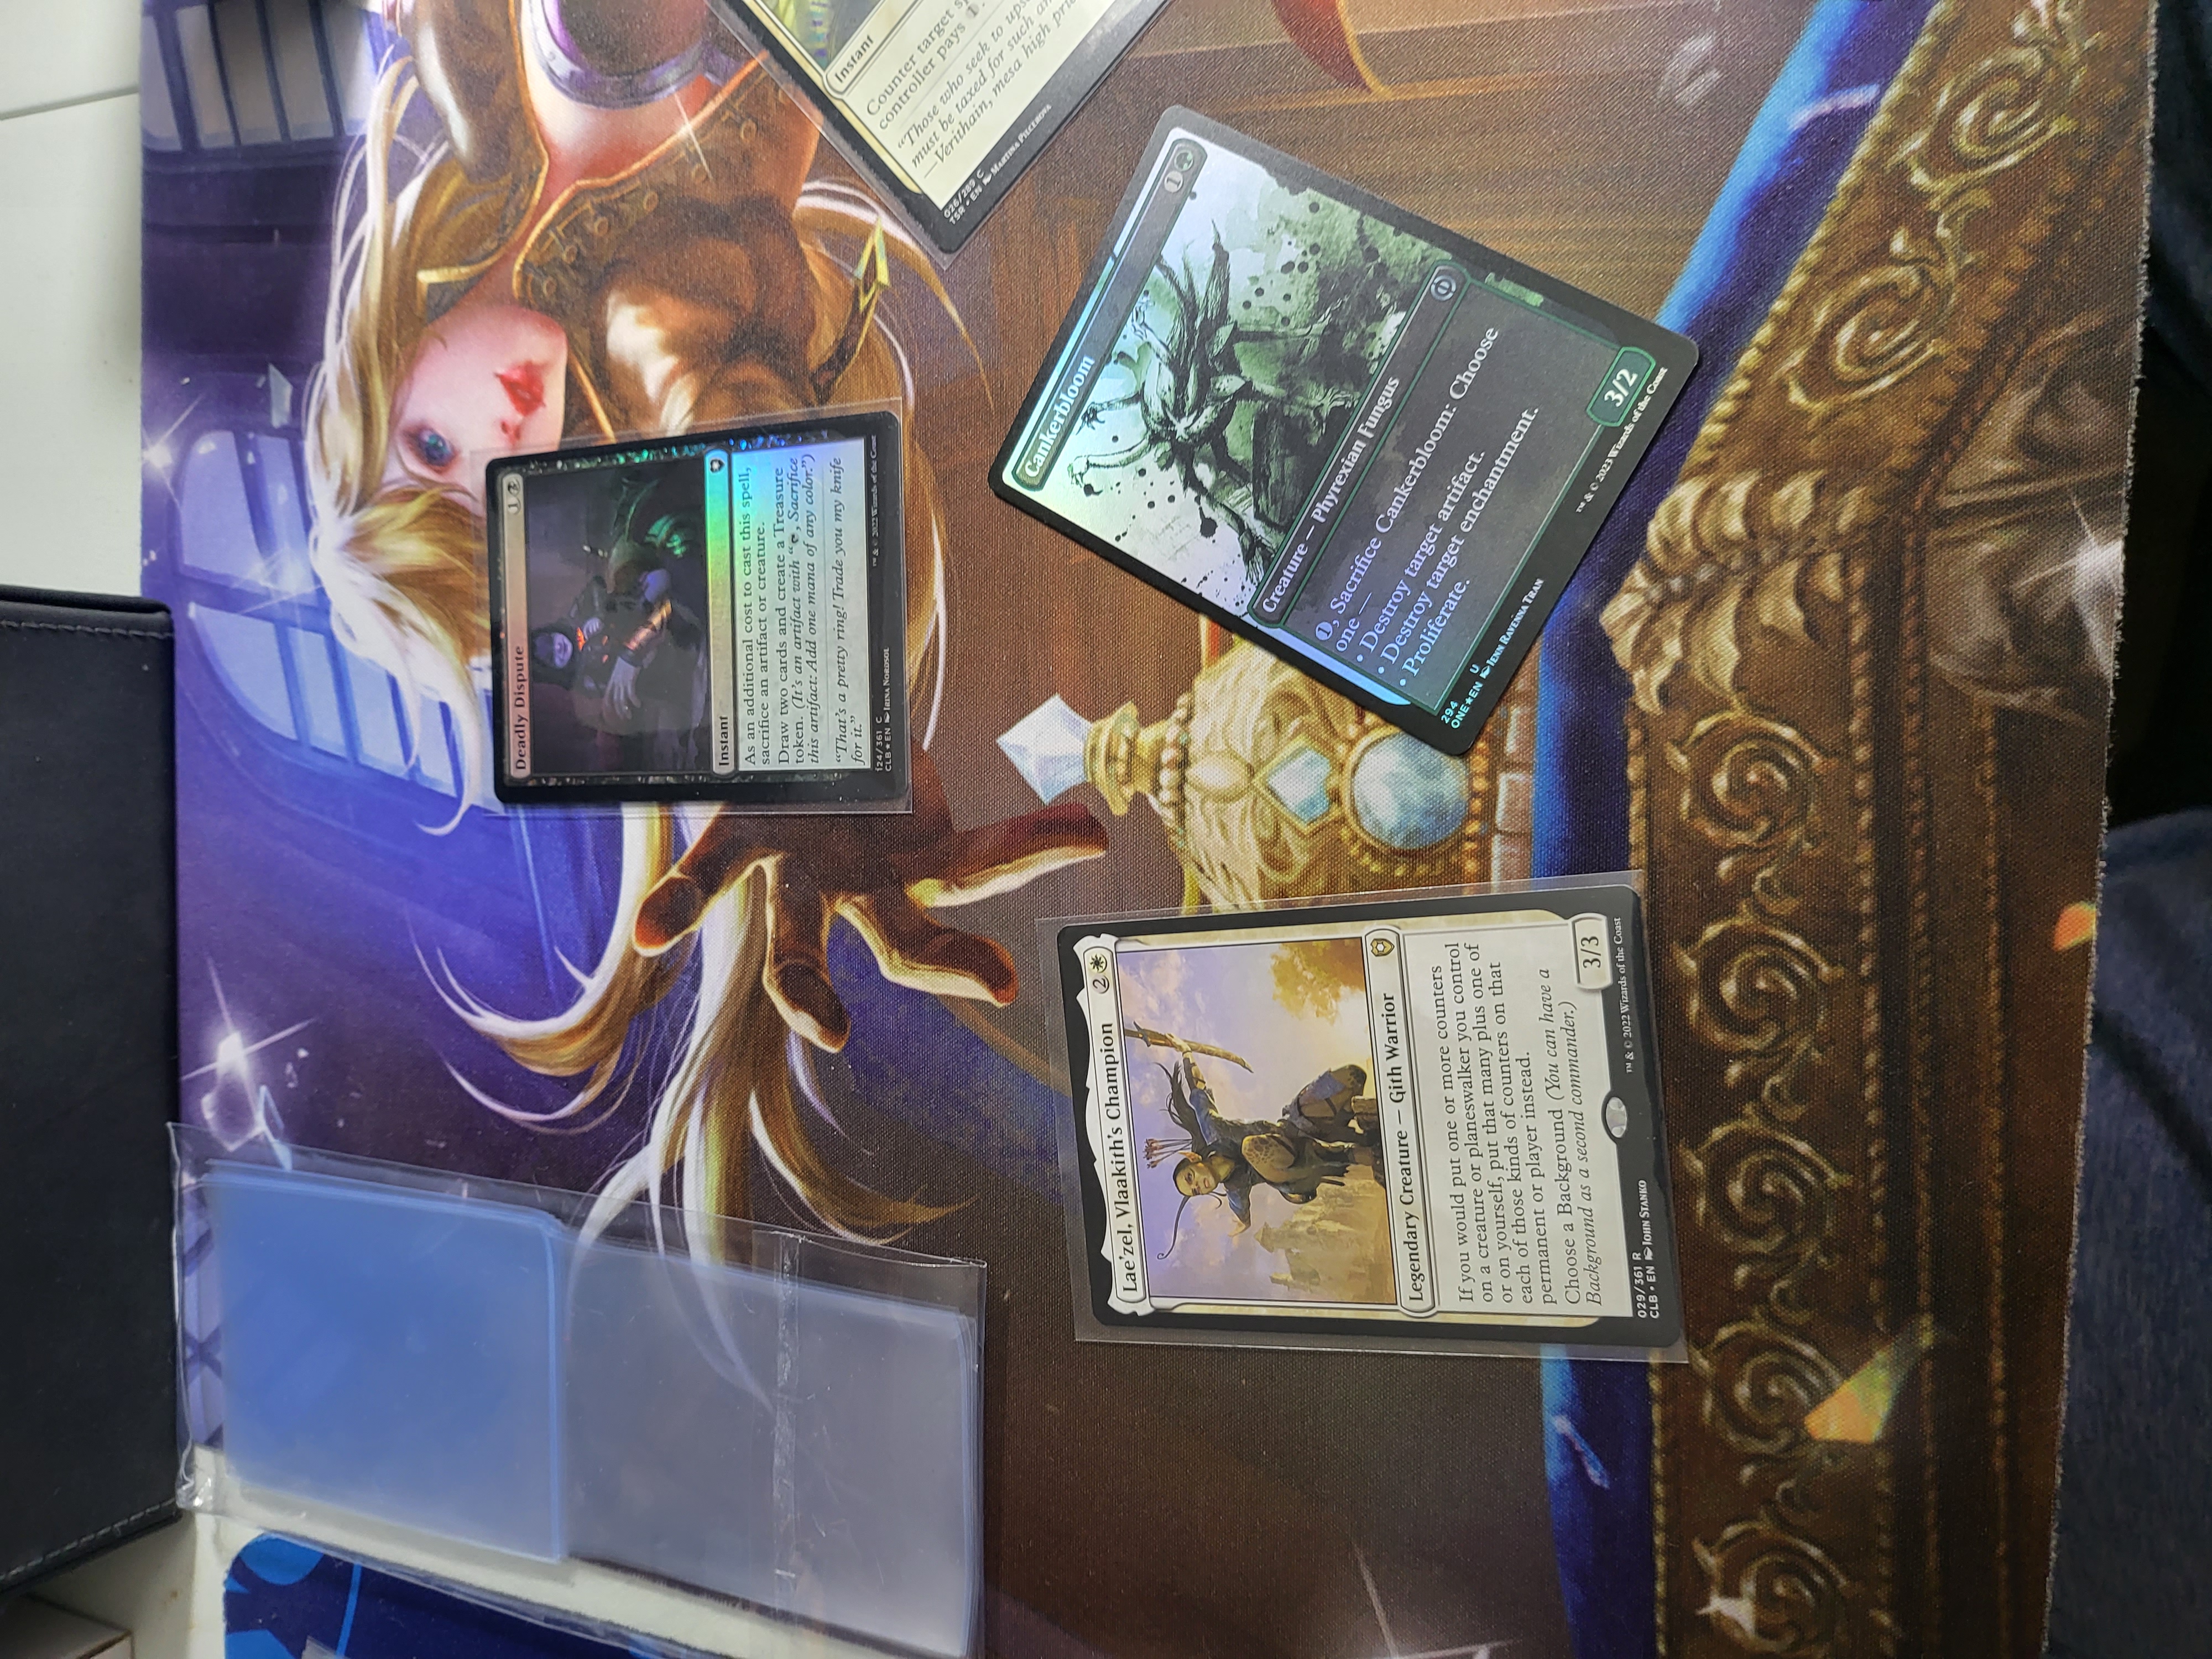 Deadly Dispute
1
Instant
As an additional cost to cast this spell,
sacrifice an artifact or creature.
Draw two cards and create a Treasure
token. (It's an artifact with “, Sacrifice
this artifact: Add one mana of any color.”)
“That's a pretty ring! Trade you my knife
for it.”
124/361 C
CLB★EN Irina Nordsol
™ & © 2022 Wizards of the Coast
Instant
Counter target
controller pays 1.
“Those who seek to
must be taxed for such
—Verithain, mesa high
026/289 C
TSR • EN Martina Pilcerova
Lae'zel, Vlaakith's Champion
2
Legendary Creature — Gith Warrior
If you would put one or more counters
on a creature or planeswalker you control
or on yourself, put that many plus one of
each of those kinds of counters on that
permanent or player instead.
Choose a Background (You can have a
Background as a second commander.)
3/3
029/361 R
CLB • EN John Stanko
™ & © 2022 Wizards of the Coast
Cankerbloom
1
Creature — Phyrexian Fungus
1, Sacrifice Cankerbloom: Choose
one —
• Destroy target artifact.
• Destroy target enchantment.
• Proliferate.
3/2
294 U
ONE★EN Jenn Ravenna Tran
™ & © 2023 Wizards of the Coast